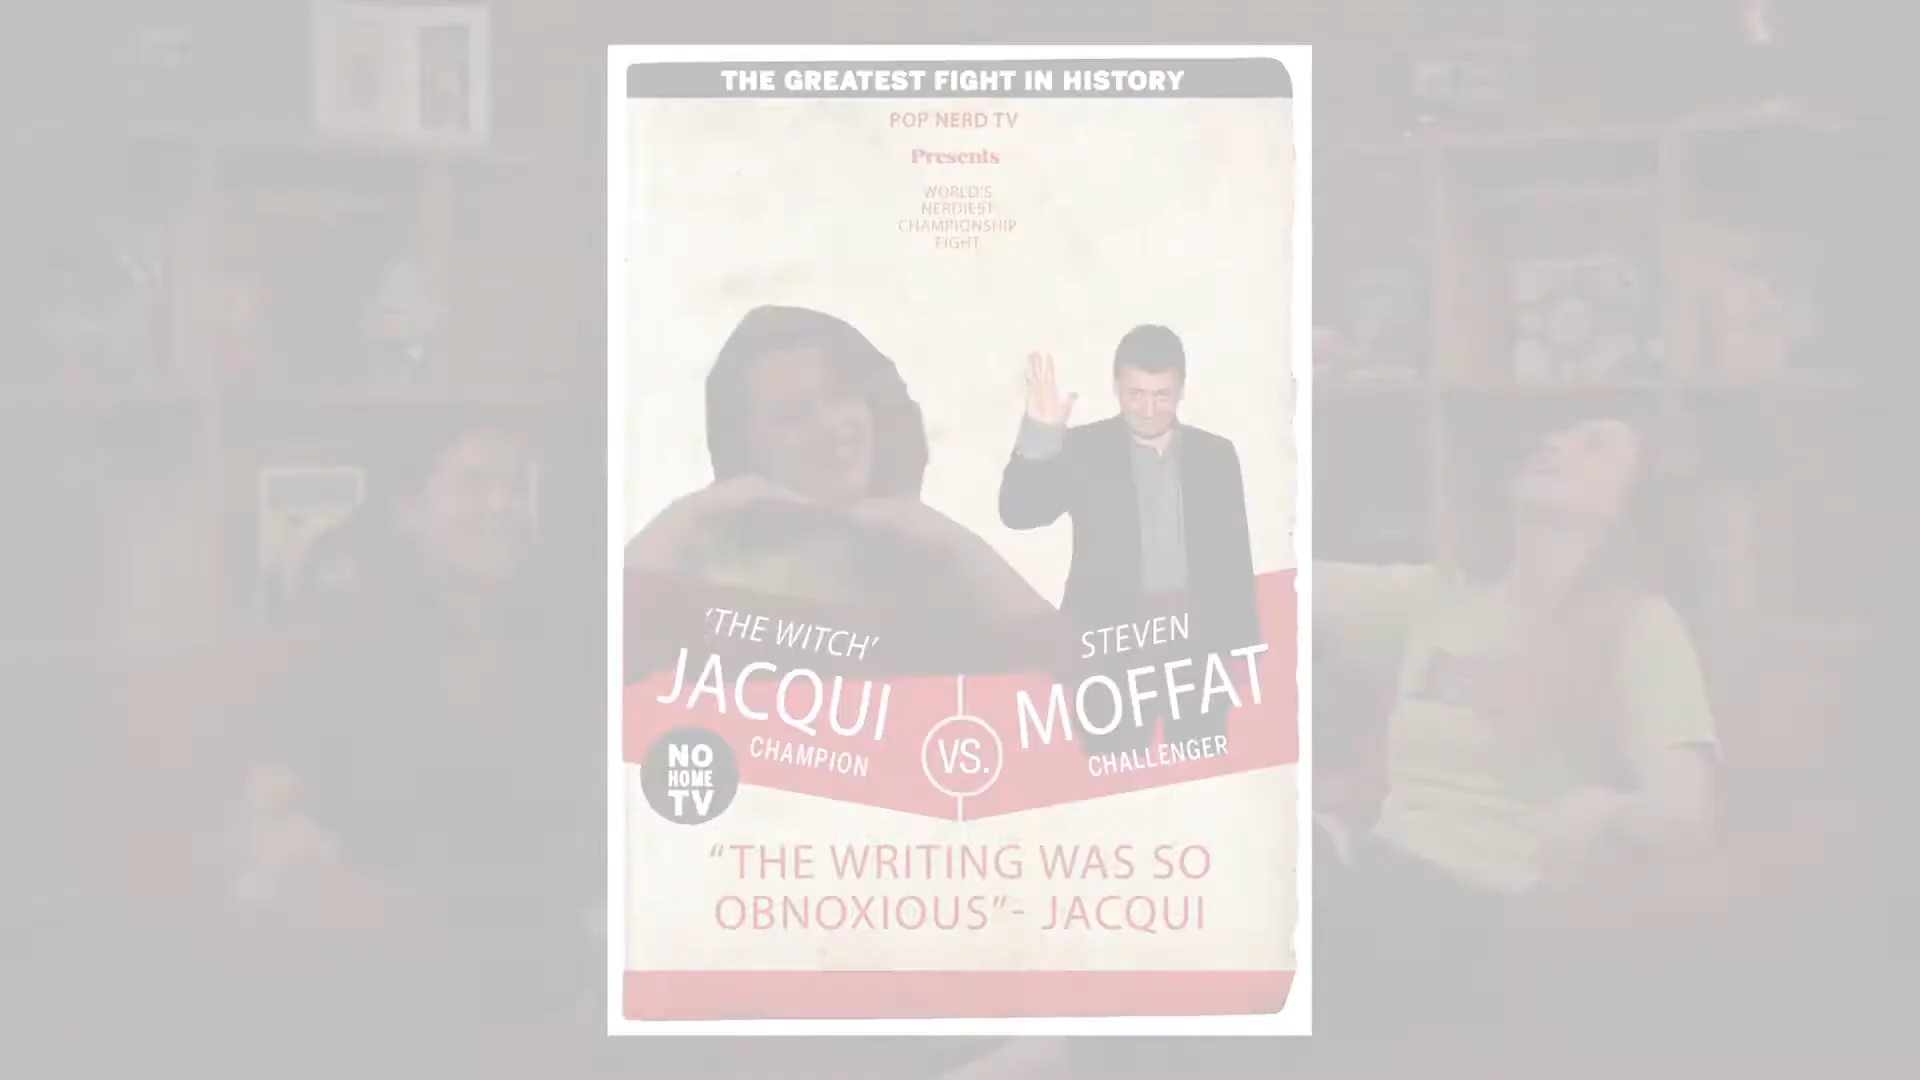 THE GREATEST FIGHT IN HISTORY
POP NERD TV
Presents
WORLD'S
NERDIEST
CHAMPIONSHIP
FIGHT
'THE WITCH'
JACQUI
CHAMPION
VS.
STEVEN
MOFFAT
CHALLENGER
NO
HOME
TV
"THE WRITING WAS SO
OBNOXIOUS"- JACQUI